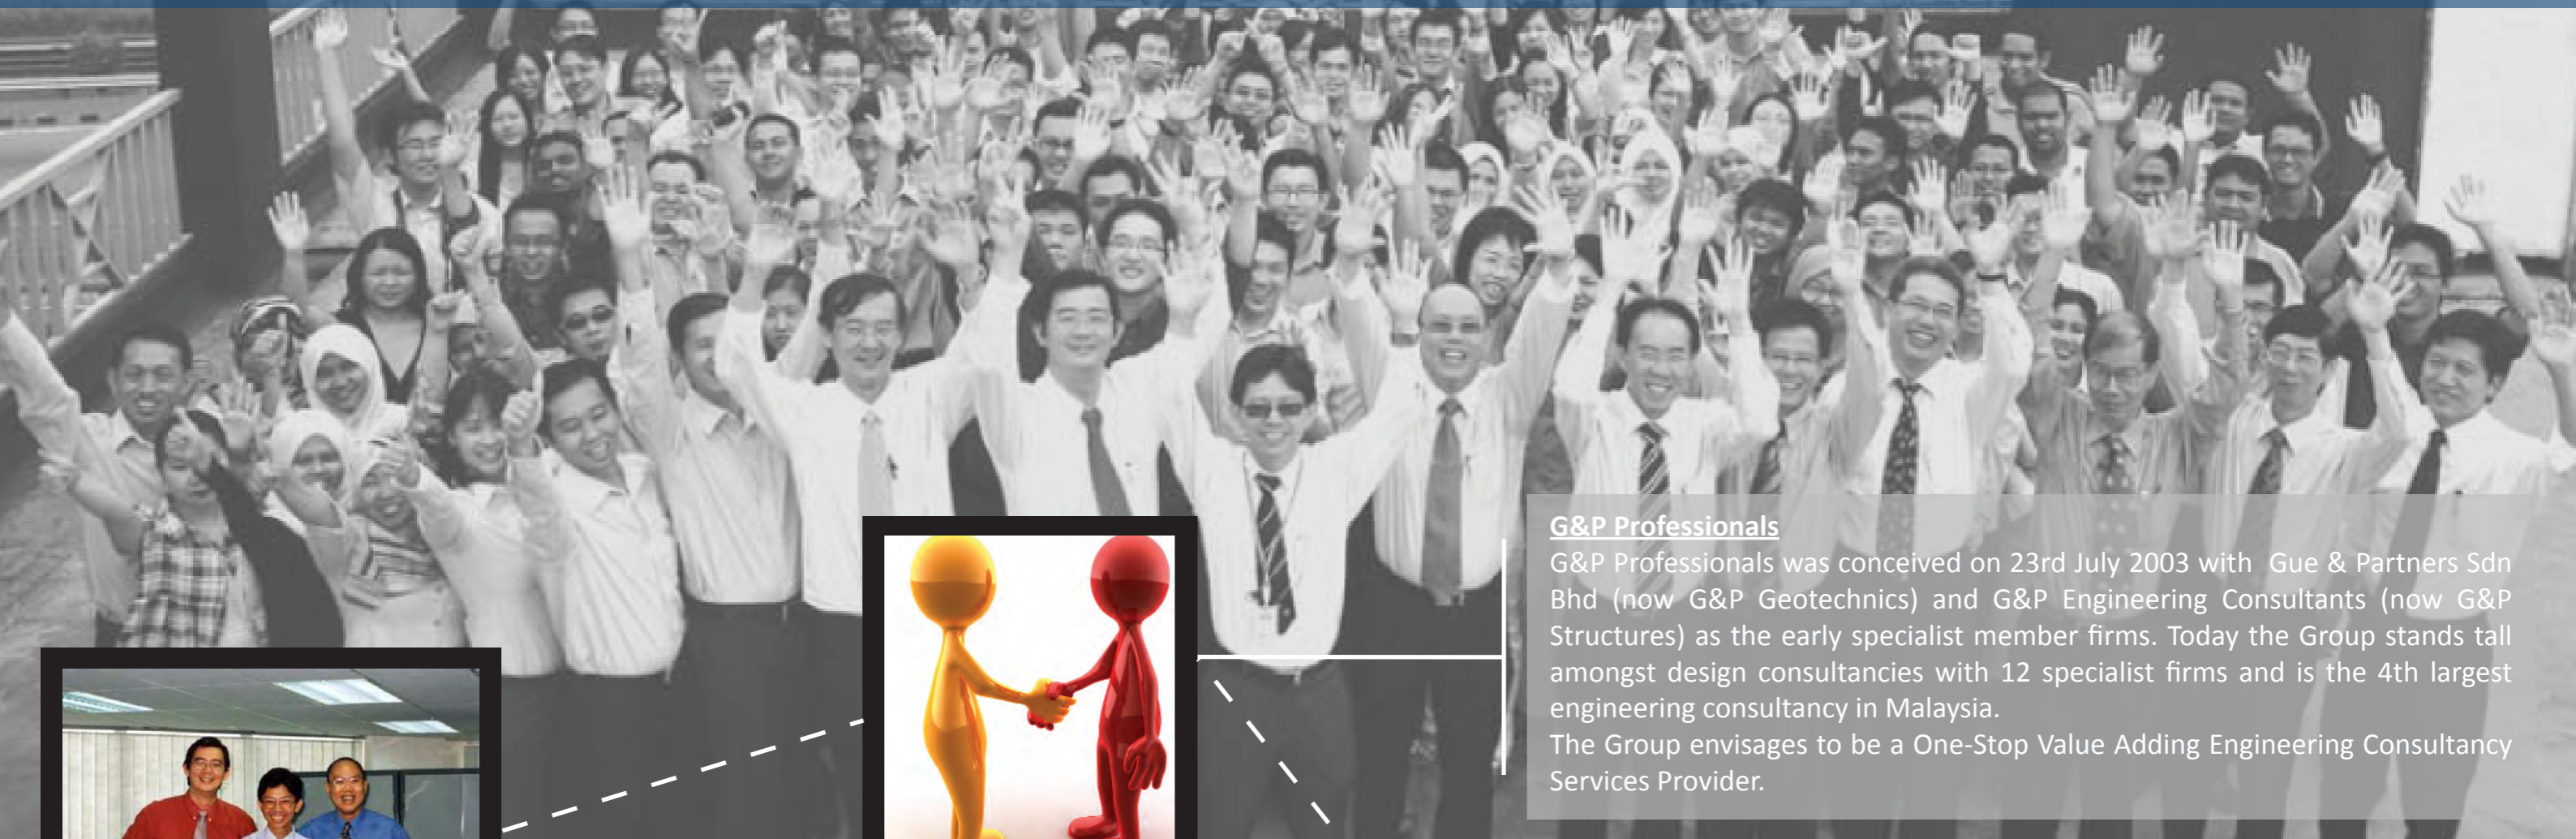 G&P Professionals
G&P Professionals was conceived on 23rd July 2003 with Gue & Partners Sdn
Bhd (now G&P Geotechnics) and G&P Engineering Consultants (now G&P
Structures) as the early specialist member firms. Today the Group stands tall
amongst design consultancies with 12 specialist firms and is the 4th largest
engineering consultancy in Malaysia.
The Group envisages to be a One-Stop Value Adding Engineering Consultancy
Services Provider.